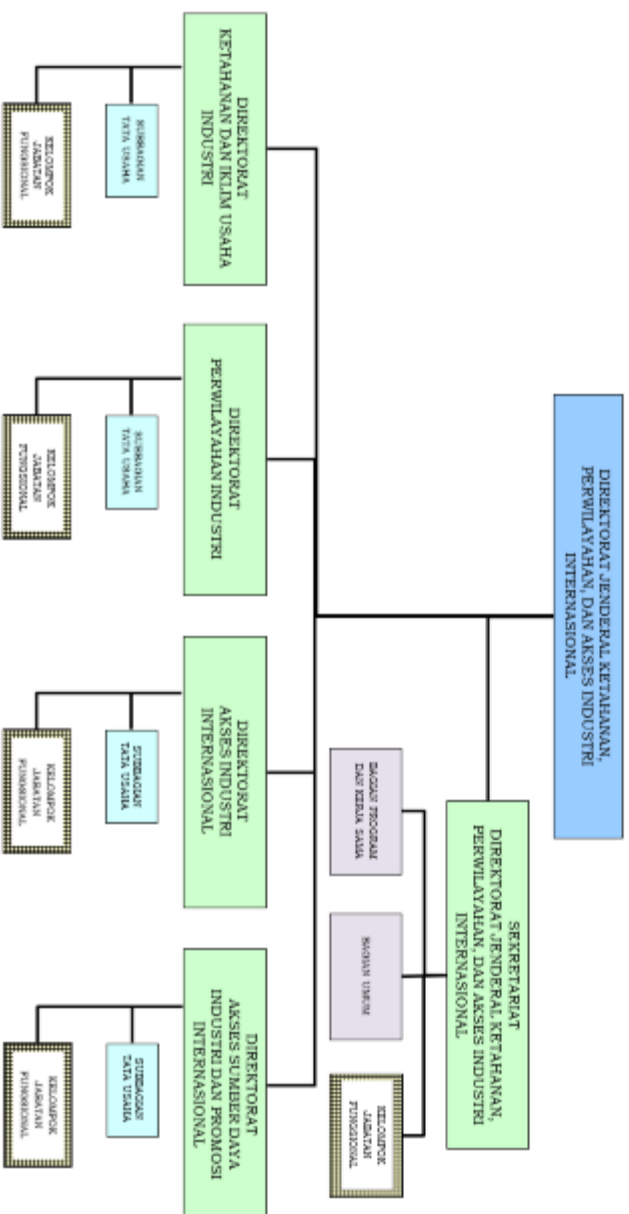 DIREKTORAT JENDERAL KETAHANAN,
PERWILAYAHAN, DAN AKSES INDUSTRI
INTERNASIONAL
SEKRETARIAT
DIREKTORAT JENDERAL KETAHANAN,
PERWILAYAHAN, DAN AKSES INDUSTRI
INTERNASIONAL
BAGIAN PROGRAM
DAN KERJA SAMA
BAGIAN UMUM
KELOMPOK
JABATAN
FUNGSIONAL
DIREKTORAT
KETAHANAN DAN IKLIM USAHA
INDUSTRI
DIREKTORAT
PERWILAYAHAN INDUSTRI
DIREKTORAT
AKSES INDUSTRI
INTERNASIONAL
DIREKTORAT
AKSES SUMBER DAYA
INDUSTRI DAN PROMOSI
INTERNASIONAL
SUBBAGIAN
TATA USAHA
SUBBAGIAN
TATA USAHA
SUBBAGIAN
TATA USAHA
SUBBAGIAN
TATA USAHA
KELOMPOK
JABATAN
FUNGSIONAL
KELOMPOK
JABATAN
FUNGSIONAL
KELOMPOK
JABATAN
FUNGSIONAL
KELOMPOK
JABATAN
FUNGSIONAL